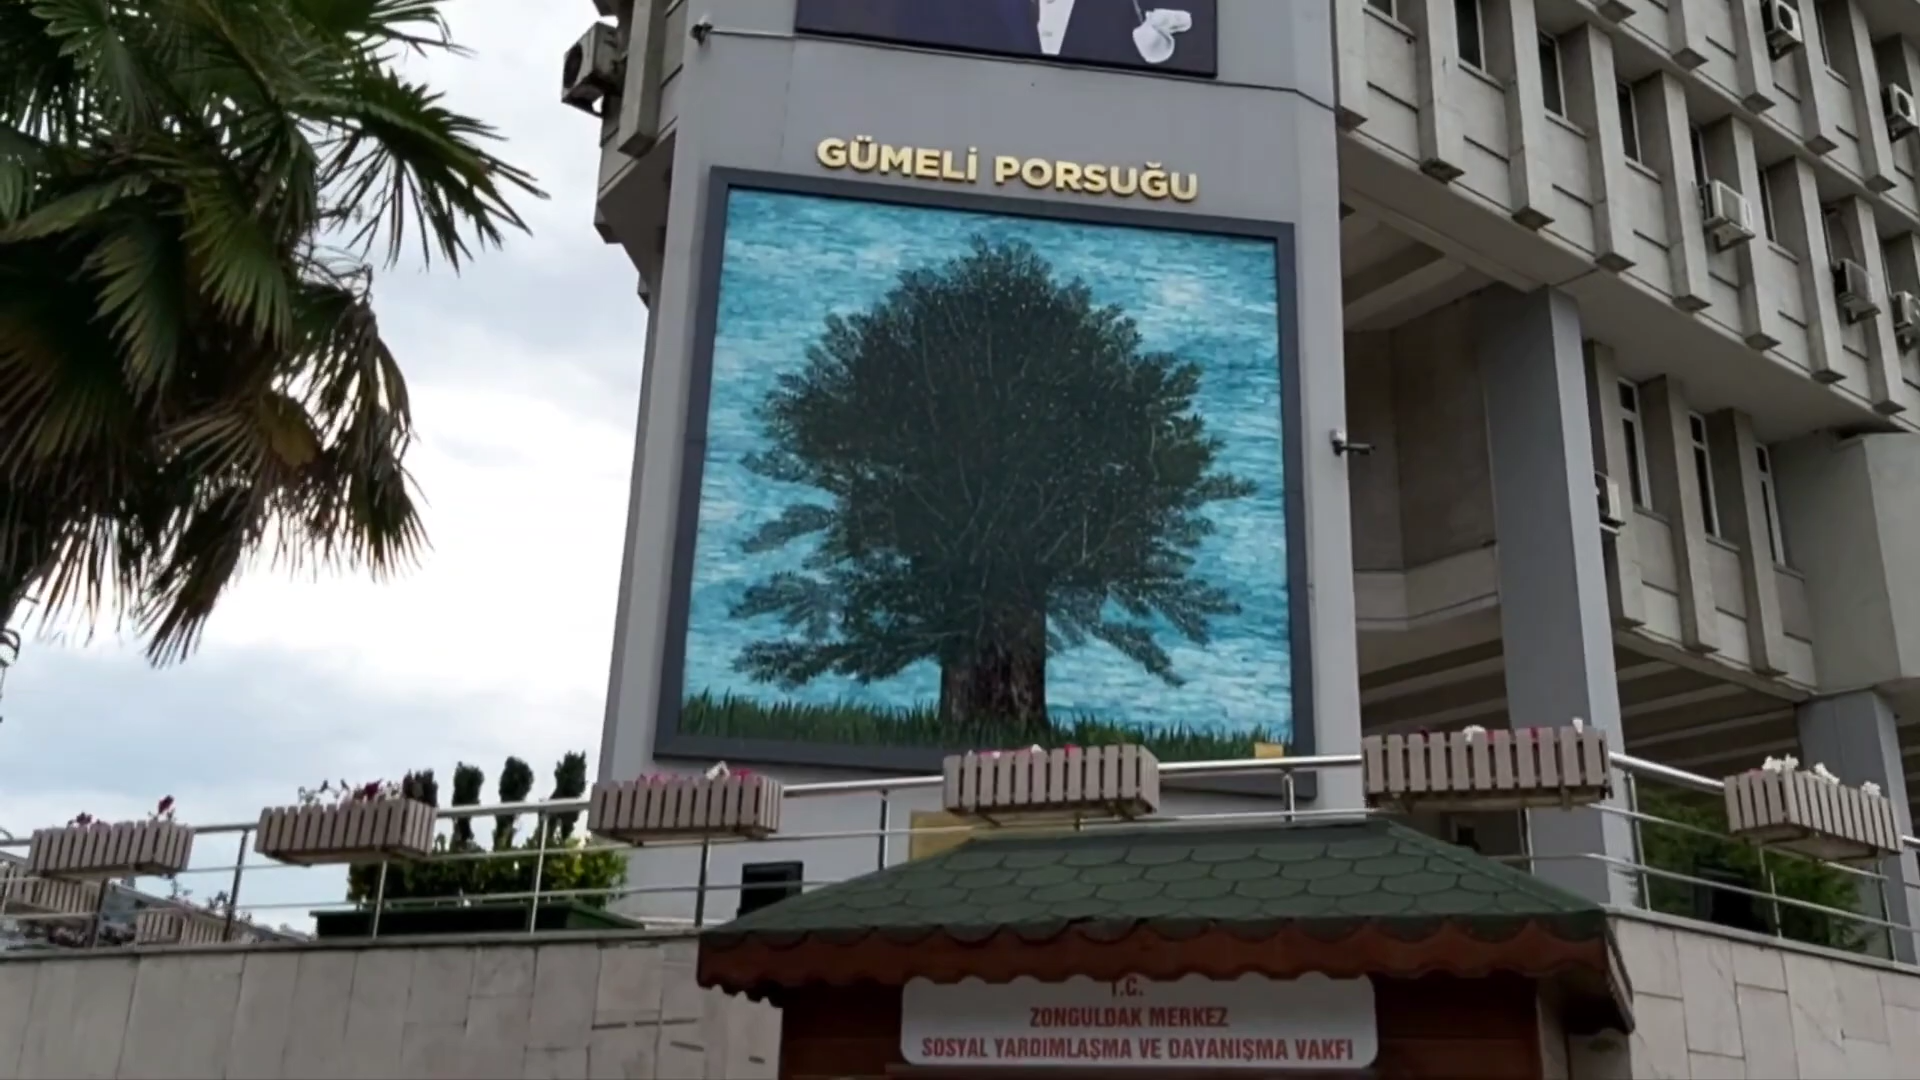 GÜMELİ PORSUĞU
T.C.
ZONGULDAK MERKEZ
SOSYAL YARDIMLAŞMA VE DAYANIŞMA VAKFI